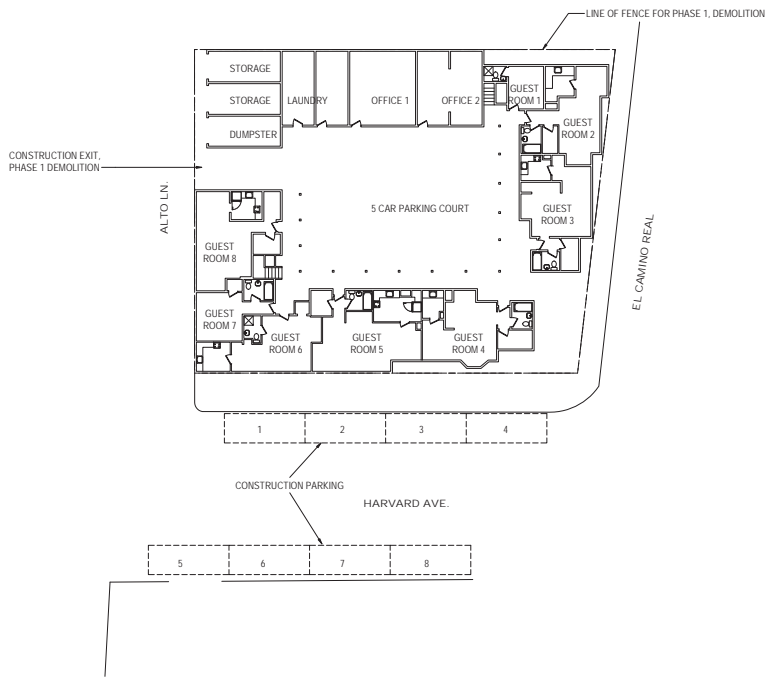 LINE OF FENCE FOR PHASE 1, DEMOLITION
STORAGE
STORAGE
LAUNDRY
OFFICE 1
OFFICE 2
GUEST
ROOM 1
GUEST
ROOM 2
DUMPSTER
CONSTRUCTION EXIT,
PHASE 1 DEMOLITION
ALTO LN.
5 CAR PARKING COURT
GUEST
ROOM 3
EL CAMINO REAL
GUEST
ROOM 8
GUEST
ROOM 7
GUEST
ROOM 6
GUEST
ROOM 5
GUEST
ROOM 4
1
2
3
4
CONSTRUCTION PARKING
HARVARD AVE.
5
6
7
8